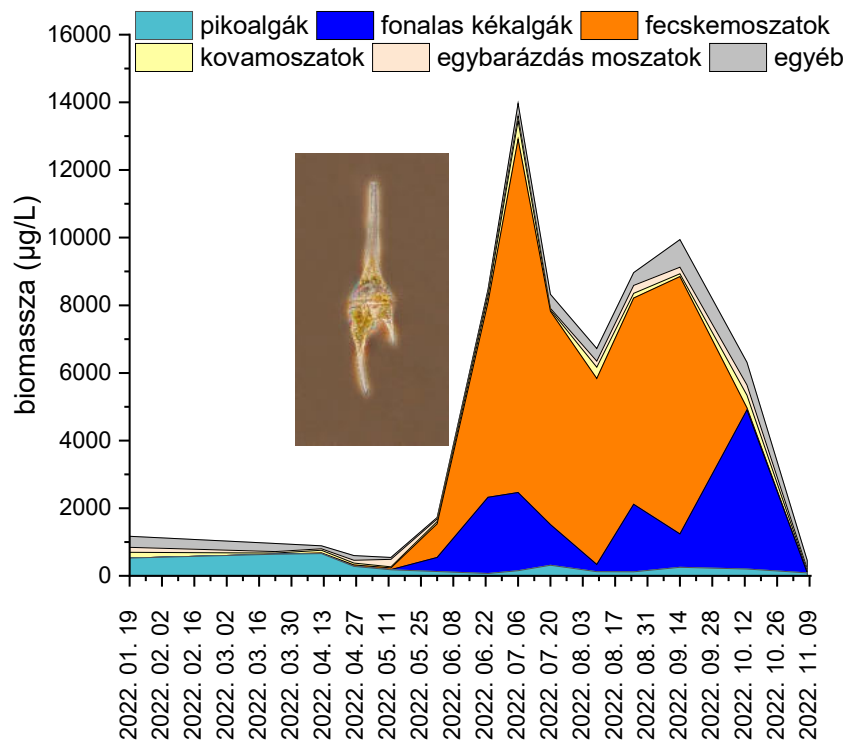 pikoalgák fonalas kékalgák fecskemoszatok
kovamoszatok egybarázdás moszatok egyéb
biomassza (µg/L)
16000
14000
12000
10000
8000
6000
4000
2000
0
2022. 01. 19
2022. 02. 02
2022. 02. 16
2022. 03. 02
2022. 03. 16
2022. 03. 30
2022. 04. 13
2022. 04. 27
2022. 05. 11
2022. 05. 25
2022. 06. 08
2022. 06. 22
2022. 07. 06
2022. 07. 20
2022. 08. 03
2022. 08. 17
2022. 08. 31
2022. 09. 14
2022. 09. 28
2022. 10. 12
2022. 10. 26
2022. 11. 09